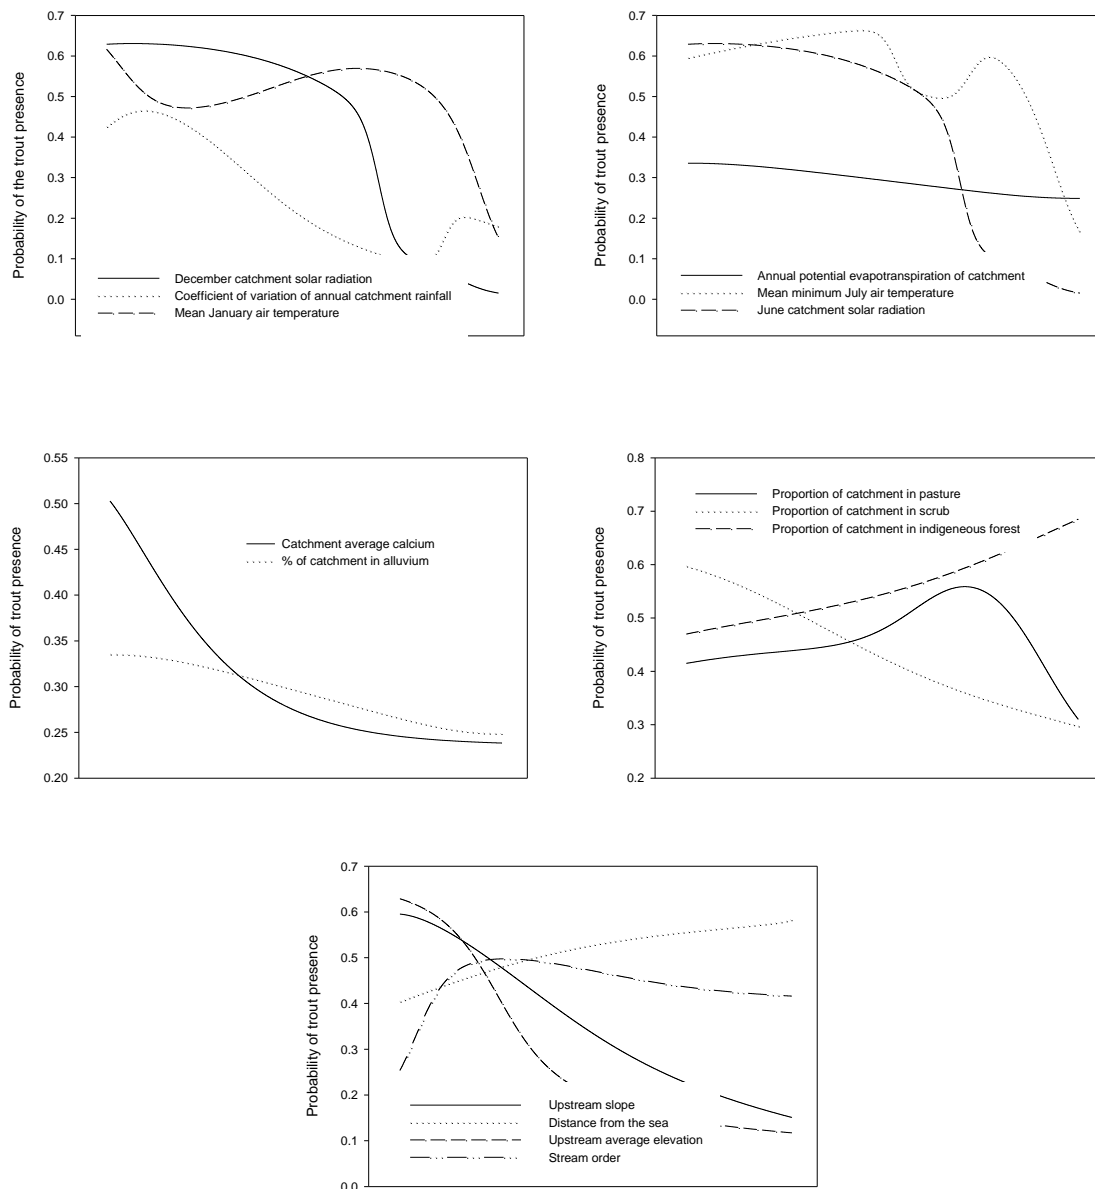 0.7
0.6
0.5
0.4
0.3
0.2
0.1
0.0
Probability of the trout presence
December catchment solar radiation
Coefficient of variation of annual catchment rainfall
Mean January air temperature
0.7
0.6
0.5
0.4
0.3
0.2
0.1
0.0
Probability of trout presence
Annual potential evapotranspiration of catchment
Mean minimum July air temperature
June catchment solar radiation
0.55
0.50
0.45
0.40
0.35
0.30
0.25
0.20
Probability of trout presence
Catchment average calcium
% of catchment in alluvium
0.8
0.7
0.6
0.5
0.4
0.3
0.2
Probability of trout presence
Proportion of catchment in pasture
Proportion of catchment in scrub
Proportion of catchment in indigeneous forest
0.7
0.6
0.5
0.4
0.3
0.2
0.1
0.0
Probability of trout presence
Upstream slope
Distance from the sea
Upstream average elevation
Stream order